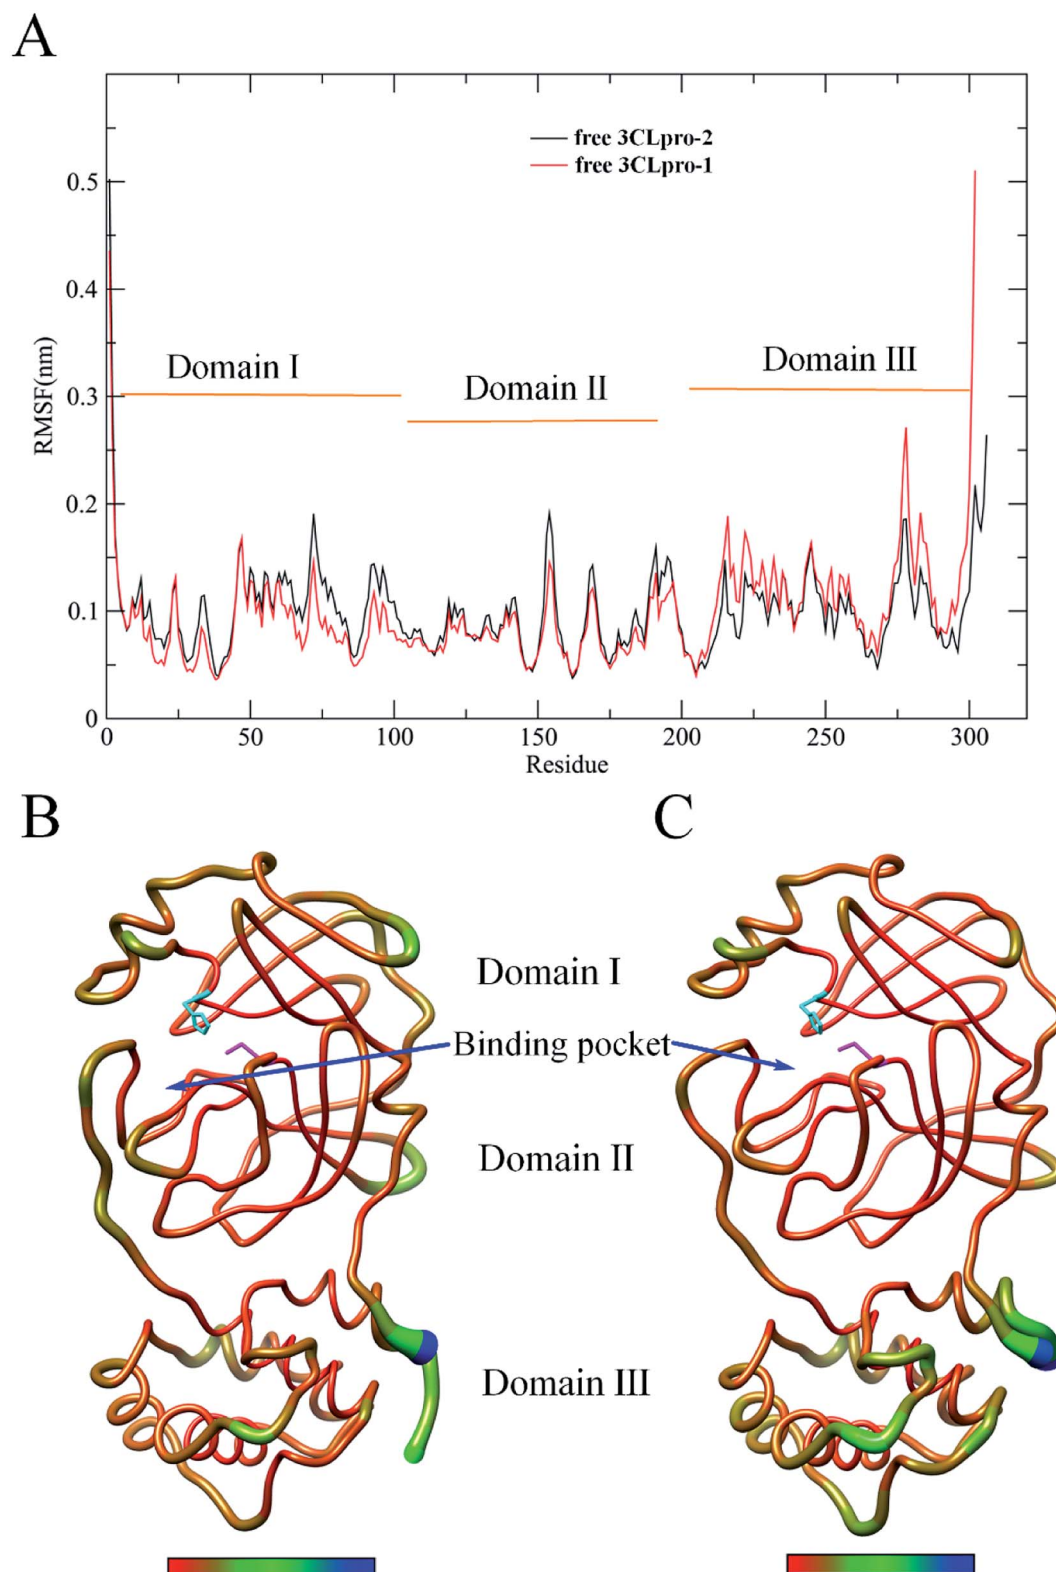 A
free 3CLpro-2
free 3CLpro-1
0.5
0.4
0.3
0.2
0.1
0
RMSF(nm)
Domain I
Domain II
Domain III
0 50 100 150 200 250 300
Residue
B
C
Domain I
Binding pocket
Domain II
Domain III